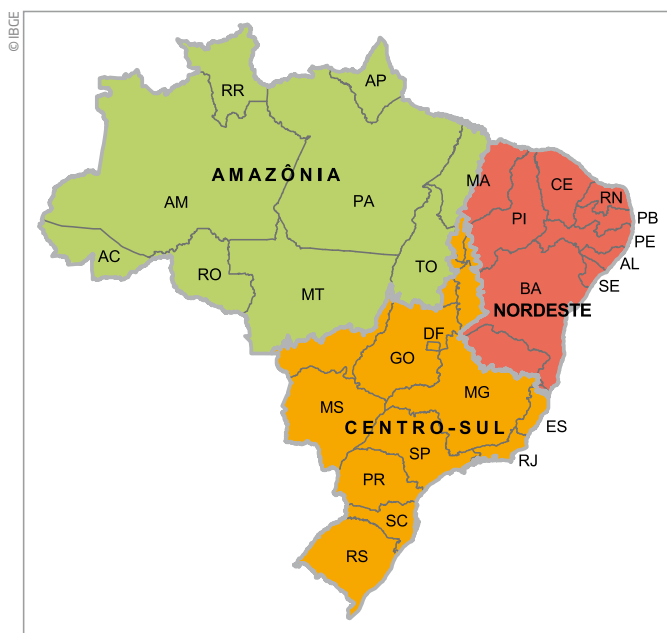 © IBGE
RR
AP
AMAZÔNIA
AM
PA
MA
CE
RN
PI
PB
PE
AL
SE
AC
RO
MT
TO
BA
NORDESTE
DF
GO
MG
MS
CENTRO-SUL
ES
SP
RJ
PR
SC
RS